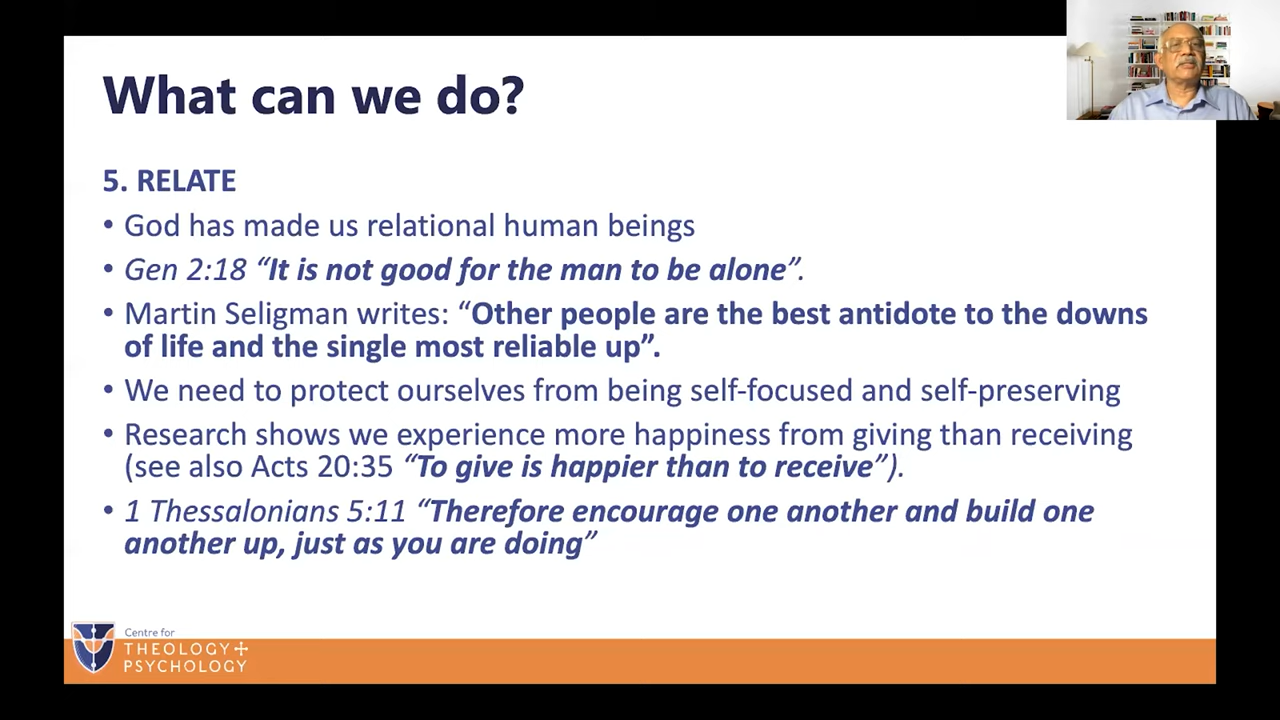 What can we do?
5. RELATE
• God has made us relational human beings
• Gen 2:18 “It is not good for the man to be alone”.
• Martin Seligman writes: “Other people are the best antidote to the downs
of life and the single most reliable up”.
• We need to protect ourselves from being self-focused and self-preserving
• Research shows we experience more happiness from giving than receiving
(see also Acts 20:35 “To give is happier than to receive”).
• 1 Thessalonians 5:11 “Therefore encourage one another and build one
another up, just as you are doing”
Centre for
THEOLOGY+
PSYCHOLOGY